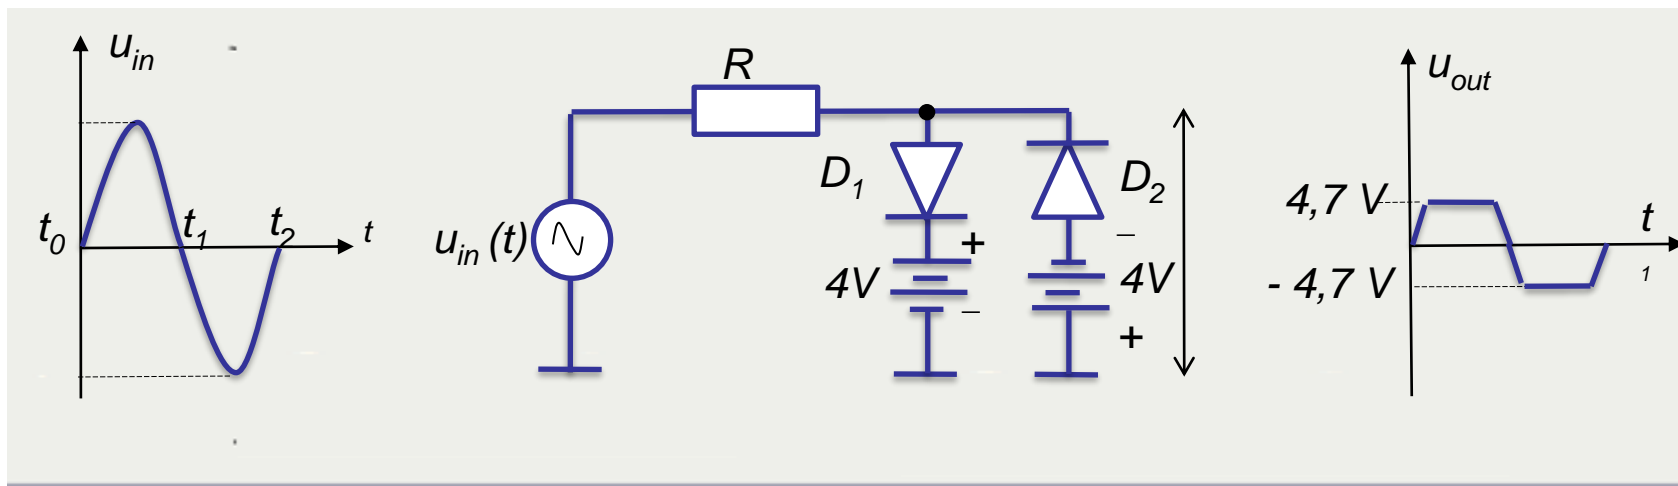 u_in
t_0
t_1
t_2
t
u_in (t)
R
D_1
+
4V
–
D_2
–
4V
+
u_out
4,7 V
t
- 4,7 V
1